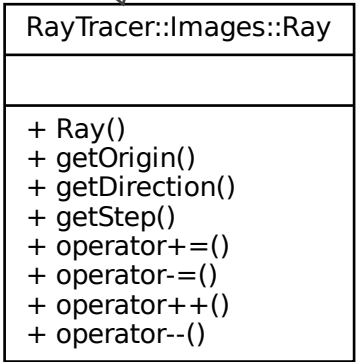 RayTracer::Images::Ray
+ Ray()
+ getOrigin()
+ getDirection()
+ getStep()
+ operator+=()
+ operator-=()
+ operator++()
+ operator--()